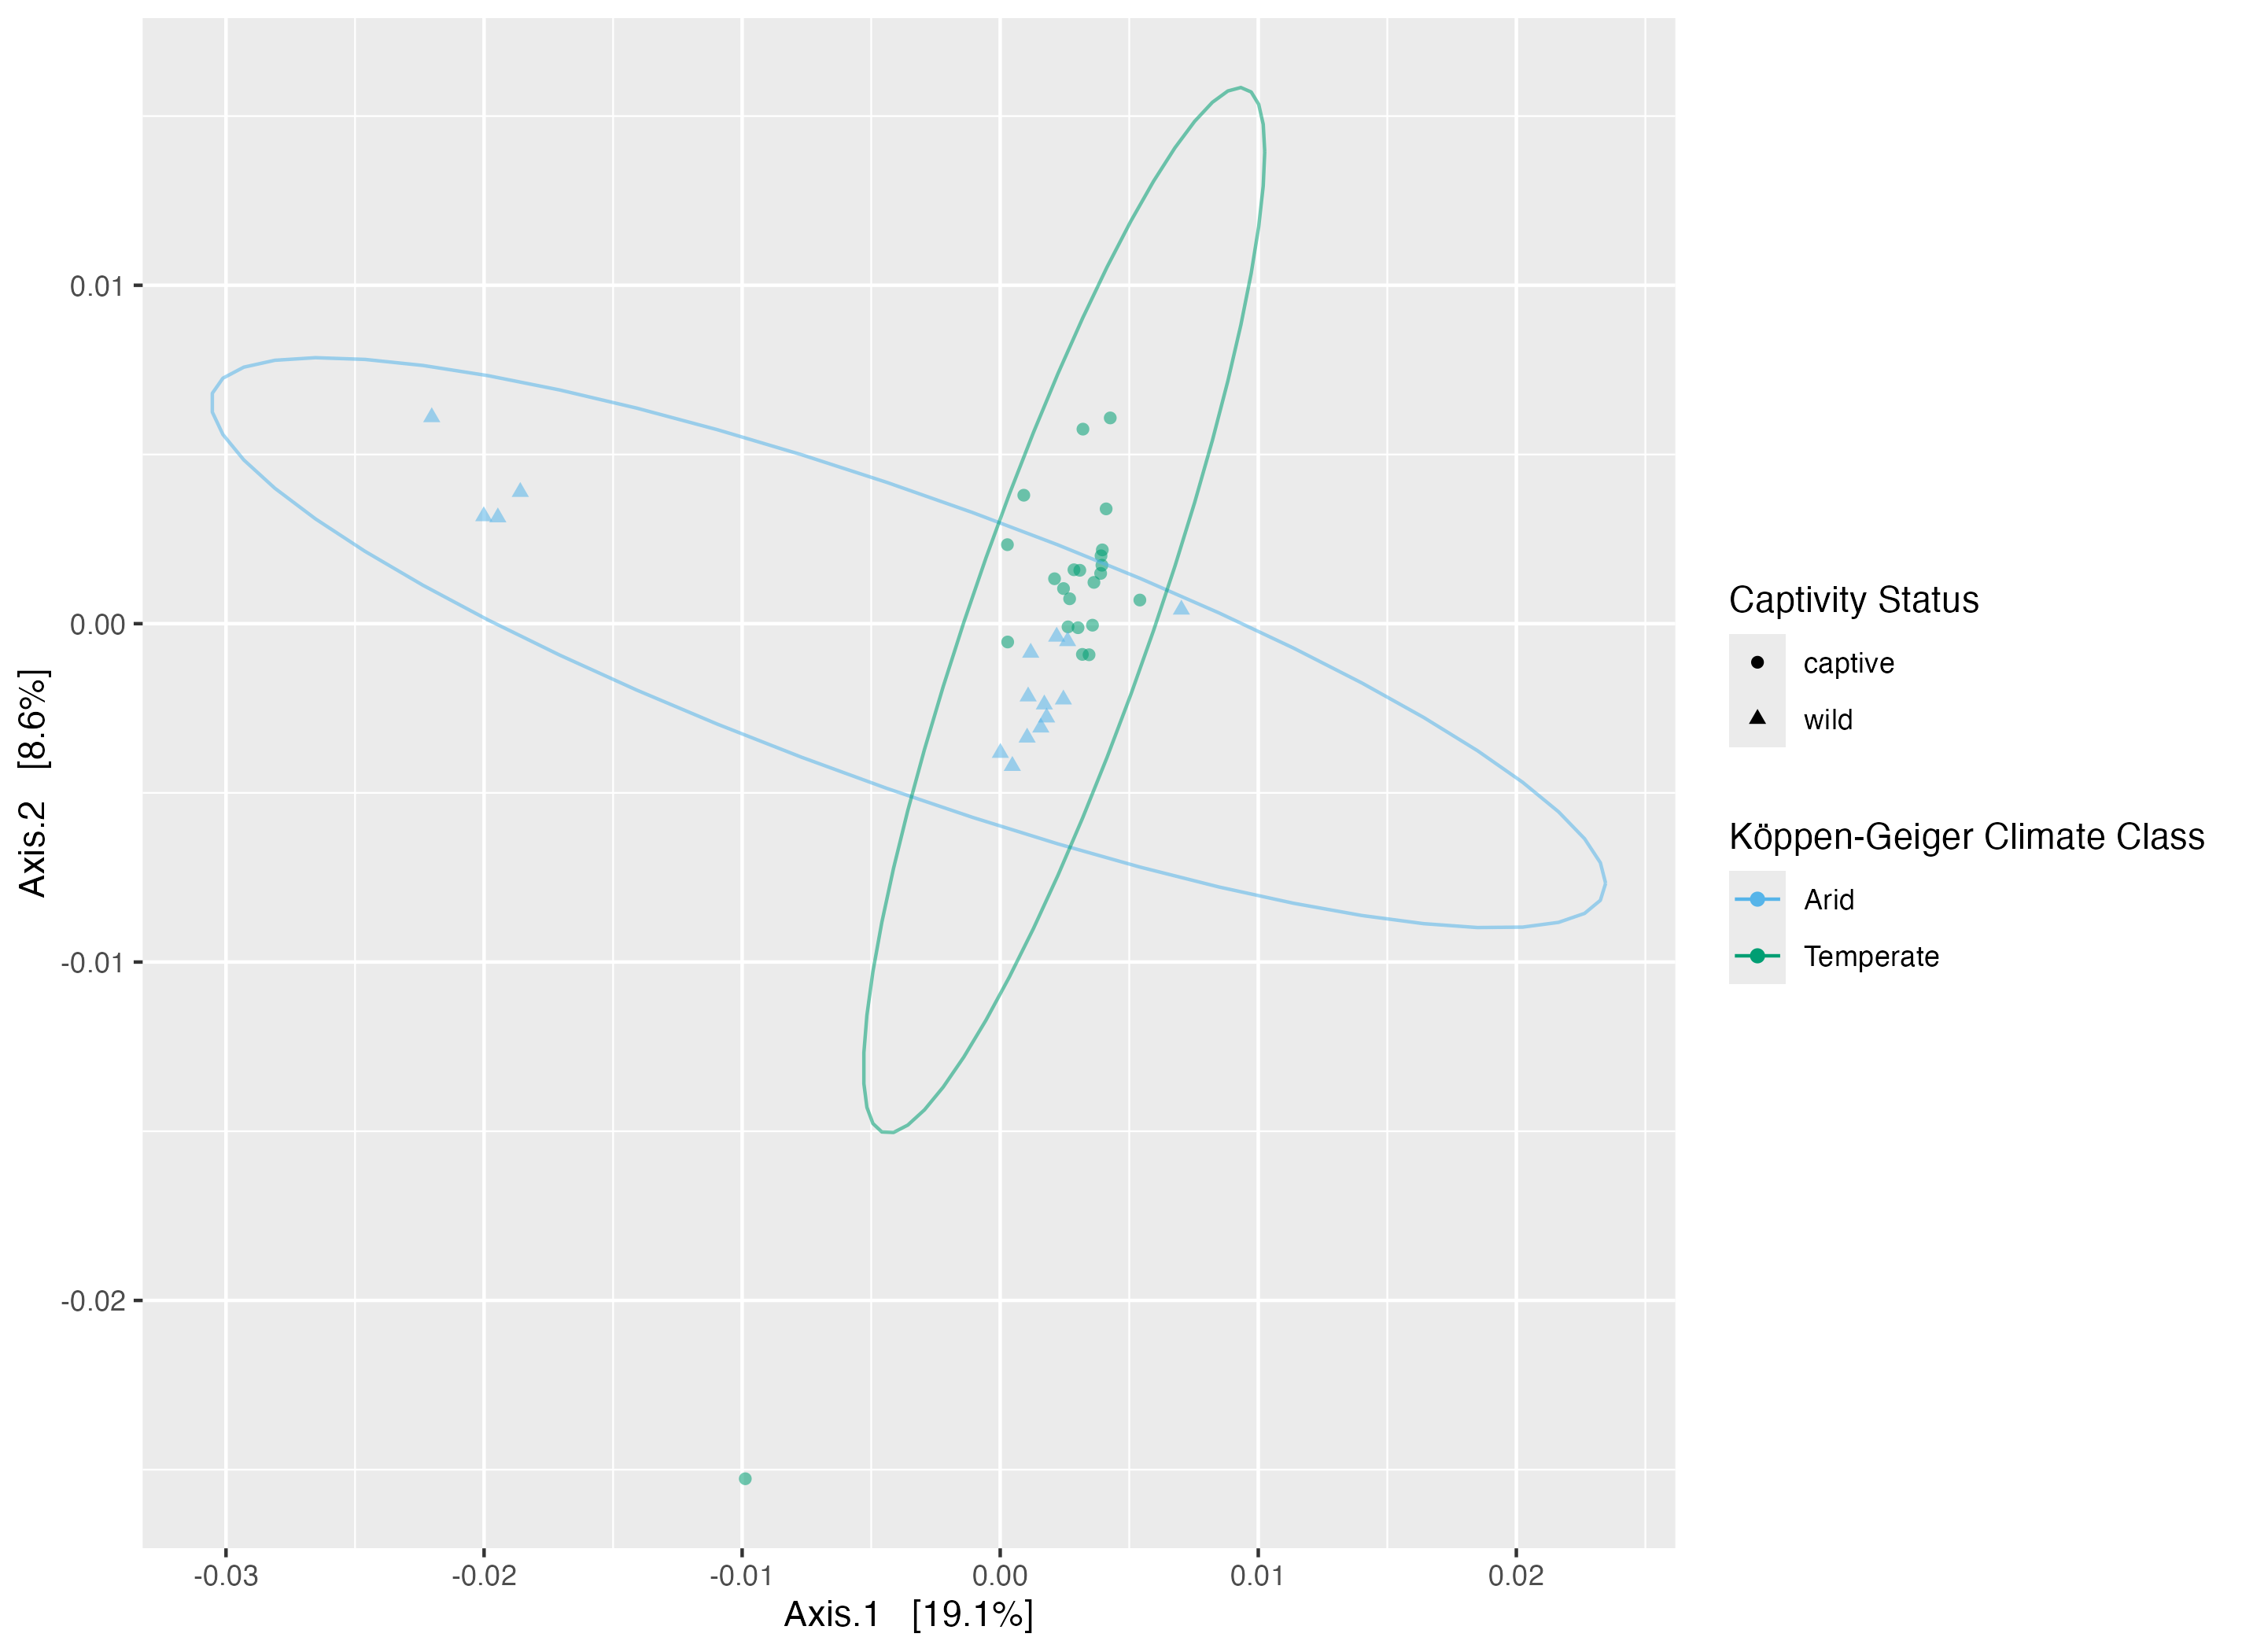 0.01
0.00
-0.01
-0.02
Axis.2 [8.6%]
-0.03
-0.02
-0.01
0.00
0.01
0.02
Axis.1 [19.1%]
Captivity Status
captive
wild
Köppen-Geiger Climate Class
Arid
Temperate